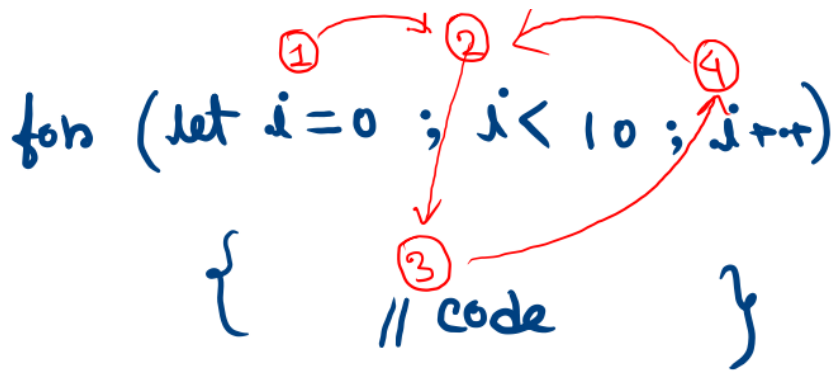 1 2 4
for (let i=0 ; i< 10 ; i++)
3
{ // code }